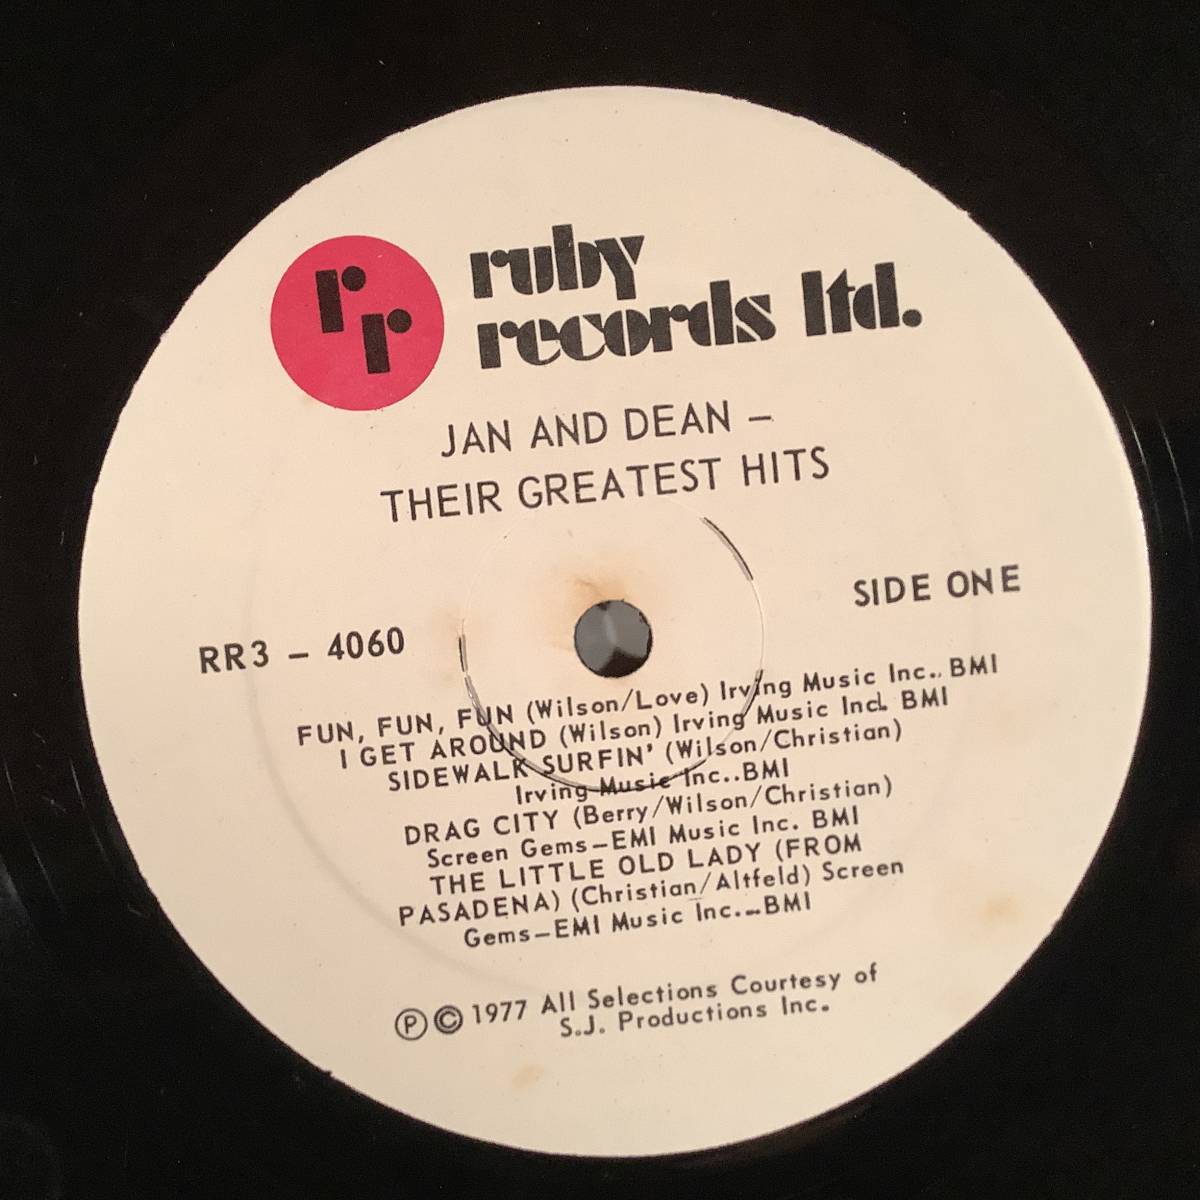 rr
ruby
records ltd.
JAN AND DEAN –
THEIR GREATEST HITS
SIDE ONE
RR3 – 4060
FUN, FUN, FUN (Wilson/Love) Irving Music Inc.. BMI
I GET AROUND (Wilson) Irving Music Incl. BMI
SIDEWALK SURFIN' (Wilson/Christian)
Irving Music Inc..BMI
DRAG CITY (Berry/Wilson/Christian)
Screen Gems–EMI Music Inc. BMI
THE LITTLE OLD LADY (FROM
PASADENA) (Christian/Altfeld) Screen
Gems–EMI Music Inc.–BMI
Ⓟ © 1977 All Selections Courtesy of
S.J. Productions Inc.